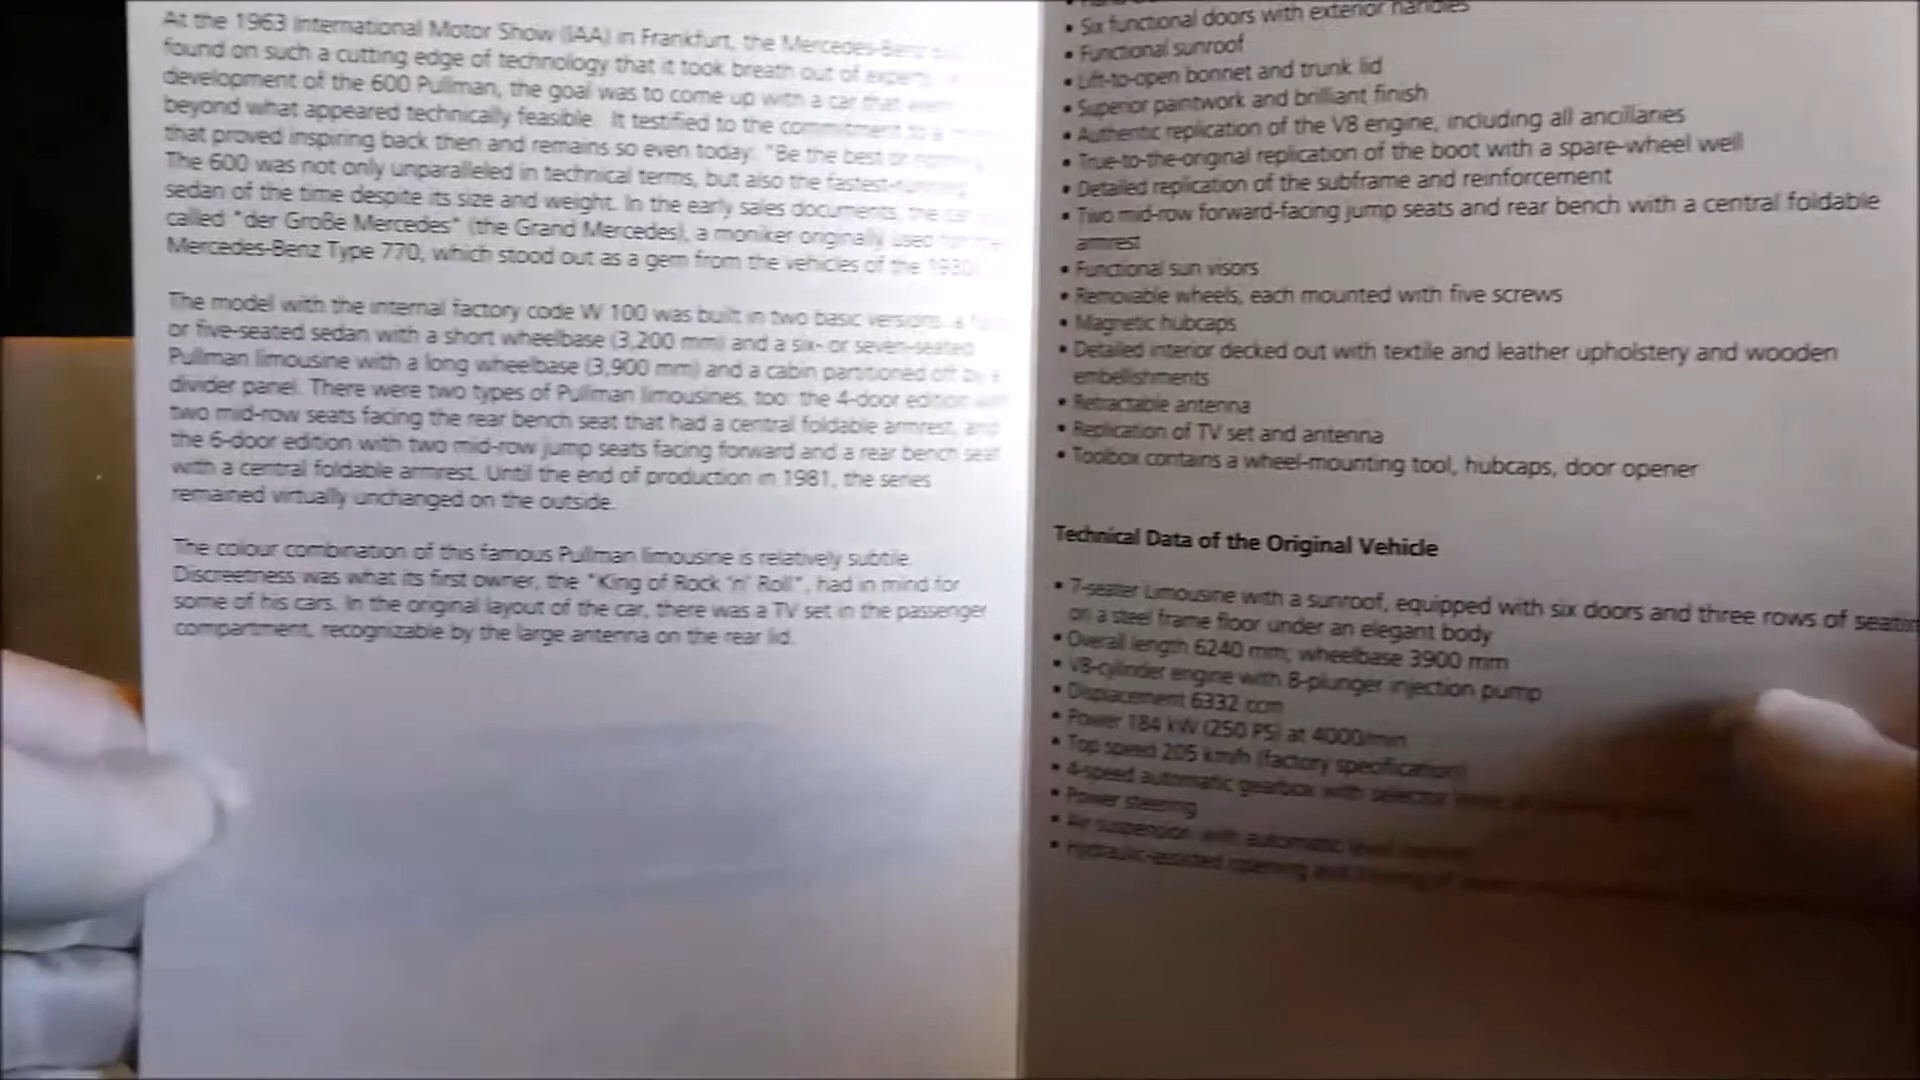 At the 1963 International Motor Show (IAA) in Frankfurt, the Mercedes-Benz
found on such a cutting edge of technology that it took breath out of experts
development of the 600 Pullman, the goal was to come up with a car that went
beyond what appeared technically feasible. It testified to the commitment to a
that proved inspiring back then and remains so even today: "Be the best or nothing
The 600 was not only unparalleled in technical terms, but also the fastest-running
sedan of the time despite its size and weight. In the early sales documents, the car
called "der Große Mercedes" (the Grand Mercedes), a moniker originally used for the
Mercedes-Benz Type 770, which stood out as a gem from the vehicles of the 1930
The model with the internal factory code W 100 was built in two basic versions, a
or five-seated sedan with a short wheelbase (3,200 mm) and a six- or seven-seated
Pullman limousine with a long wheelbase (3,900 mm) and a cabin partitioned off by a
divider panel. There were two types of Pullman limousines, too: the 4-door edition with
two mid-row seats facing the rear bench seat that had a central foldable armrest, and
the 6-door edition with two mid-row jump seats facing forward and a rear bench seat
with a central foldable armrest. Until the end of production in 1981, the series
remained virtually unchanged on the outside.
The colour combination of this famous Pullman limousine is relatively subtile.
Discreetness was what its first owner, the "King of Rock 'n' Roll", had in mind for
some of his cars. In the original layout of the car, there was a TV set in the passenger
compartment, recognizable by the large antenna on the rear lid.
• Six functional doors with exterior handles
• Functional sunroof
• Lift-to-open bonnet and trunk lid
• Superior paintwork and brilliant finish
• Authentic replication of the V8 engine, including all ancillaries
• True-to-the-original replication of the boot with a spare-wheel well
• Detailed replication of the subframe and reinforcement
• Two mid-row forward-facing jump seats and rear bench with a central foldable
armrest
• Functional sun visors
• Removable wheels, each mounted with five screws
• Magnetic hubcaps
• Detailed interior decked out with textile and leather upholstery and wooden
embellishments
• Retractable antenna
• Replication of TV set and antenna
• Toolbox contains a wheel-mounting tool, hubcaps, door opener
Technical Data of the Original Vehicle
• 7-seater Limousine with a sunroof, equipped with six doors and three rows of
on a steel frame floor under an elegant body
• Overall length 6240 mm; wheelbase 3900 mm
• V8-cylinder engine with 8-plunger injection pump
• Displacement 6332 ccm
• Power 184 kW (250 PS) at 4000/min
• Top speed 205 km/h (factory specification)
• 4-speed automatic gearbox with selector
• Power steering
• Air suspension with automatic level
• Hydraulic-assisted opening and